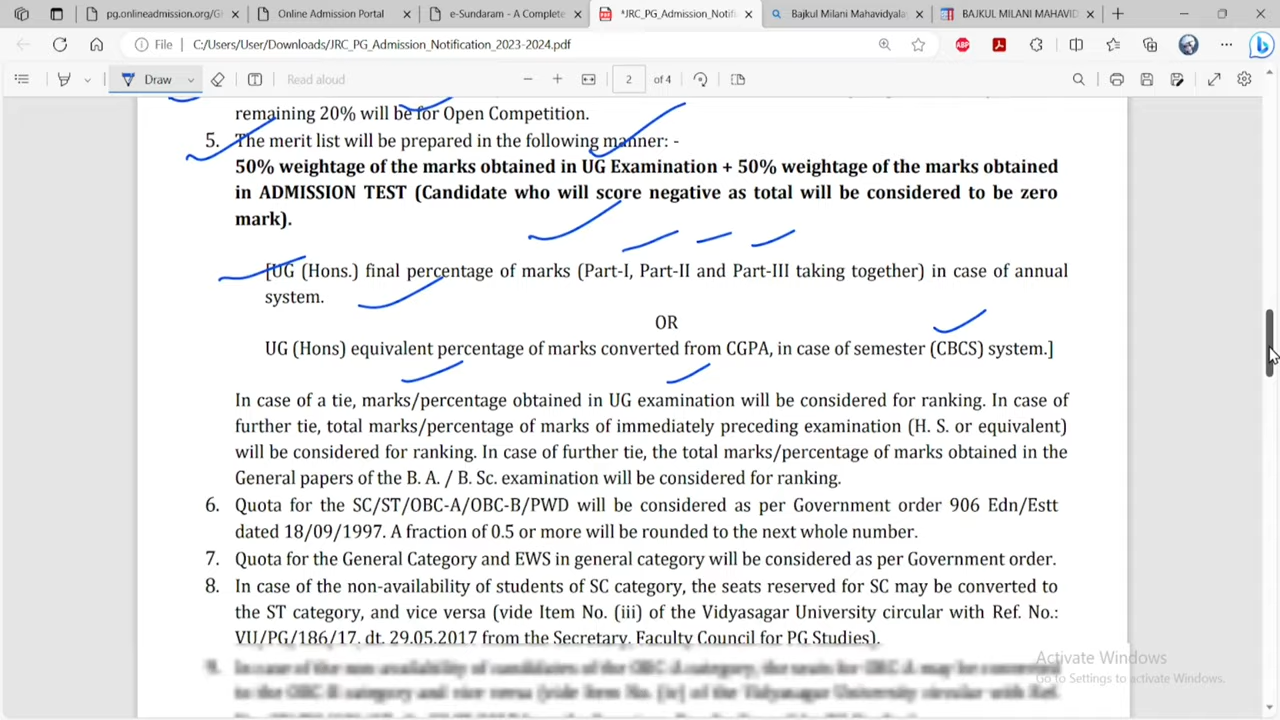 pg.onlineadmission.org/G
Online Admission Portal
e-Sundaram - A Complete
*JRC_PG_Admission_Notifi
Bajkul Milani Mahavidyala
BAJKUL MILANI MAHAVID
File
C:/Users/User/Downloads/JRC_PG_Admission_Notification_2023-2024.pdf
ABP
Draw
Read aloud
2 of 4
remaining 20% will be for Open Competition.
5. The merit list will be prepared in the following manner: -
50% weightage of the marks obtained in UG Examination + 50% weightage of the marks obtained
in ADMISSION TEST (Candidate who will score negative as total will be considered to be zero
mark).
[UG (Hons.) final percentage of marks (Part-I, Part-II and Part-III taking together) in case of annual
system.
OR
UG (Hons) equivalent percentage of marks converted from CGPA, in case of semester (CBCS) system.]
In case of a tie, marks/percentage obtained in UG examination will be considered for ranking. In case of
further tie, total marks/percentage of marks of immediately preceding examination (H. S. or equivalent)
will be considered for ranking. In case of further tie, the total marks/percentage of marks obtained in the
General papers of the B. A. / B. Sc. examination will be considered for ranking.
6. Quota for the SC/ST/OBC-A/OBC-B/PWD will be considered as per Government order 906 Edn/Estt
dated 18/09/1997. A fraction of 0.5 or more will be rounded to the next whole number.
7. Quota for the General Category and EWS in general category will be considered as per Government order.
8. In case of the non-availability of students of SC category, the seats reserved for SC may be converted to
the ST category, and vice versa (vide Item No. (iii) of the Vidyasagar University circular with Ref. No.:
VU/PG/186/17, dt. 29.05.2017 from the Secretary, Faculty Council for PG Studies).
Activate Windows
Go to Settings to activate Windows.